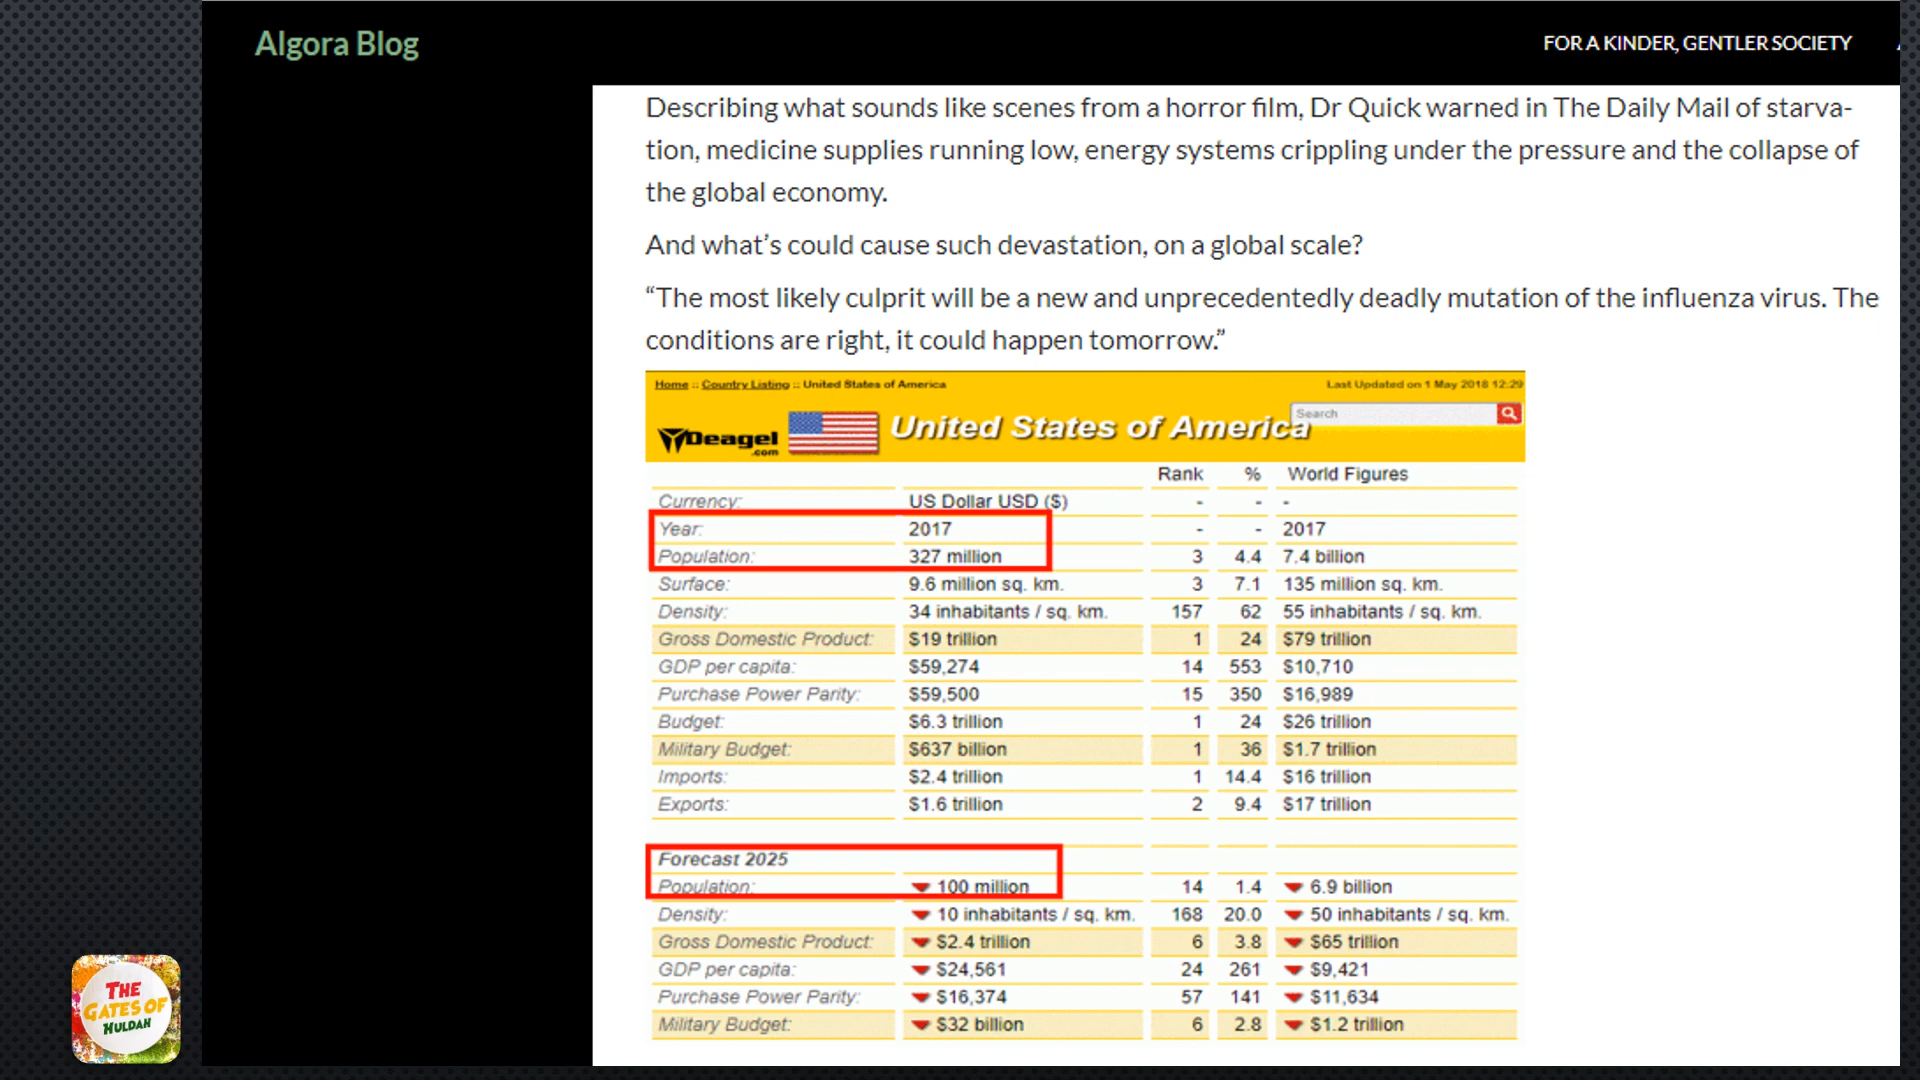 Algora Blog
FOR A KINDER, GENTLER SOCIETY
Describing what sounds like scenes from a horror film, Dr Quick warned in The Daily Mail of starva-
tion, medicine supplies running low, energy systems crippling under the pressure and the collapse of
the global economy.
And what’s could cause such devastation, on a global scale?
“The most likely culprit will be a new and unprecedentedly deadly mutation of the influenza virus. The
conditions are right, it could happen tomorrow.”
Home :: Country Listing :: United States of America
Last Updated on 1 May 2018 12:29
Deagel
.com
United States of America
Search
Rank % World Figures
Currency: US Dollar USD ($) - - -
Year: 2017 - - 2017
Population: 327 million 3 4.4 7.4 billion
Surface: 9.6 million sq. km. 3 7.1 135 million sq. km.
Density: 34 inhabitants / sq. km. 157 62 55 inhabitants / sq. km.
Gross Domestic Product: $19 trillion 1 24 $79 trillion
GDP per capita: $59,274 14 553 $10,710
Purchase Power Parity: $59,500 15 350 $16,989
Budget: $6.3 trillion 1 24 $26 trillion
Military Budget: $637 billion 1 36 $1.7 trillion
Imports: $2.4 trillion 1 14.4 $16 trillion
Exports: $1.6 trillion 2 9.4 $17 trillion
Forecast 2025
Population: 100 million 14 1.4 6.9 billion
Density: 10 inhabitants / sq. km. 168 20.0 50 inhabitants / sq. km.
Gross Domestic Product: $2.4 trillion 6 3.8 $65 trillion
GDP per capita: $24,561 24 261 $9,421
Purchase Power Parity: $16,374 57 141 $11,634
Military Budget: $32 billion 6 2.8 $1.2 trillion
THE
GATES OF
HULDAH